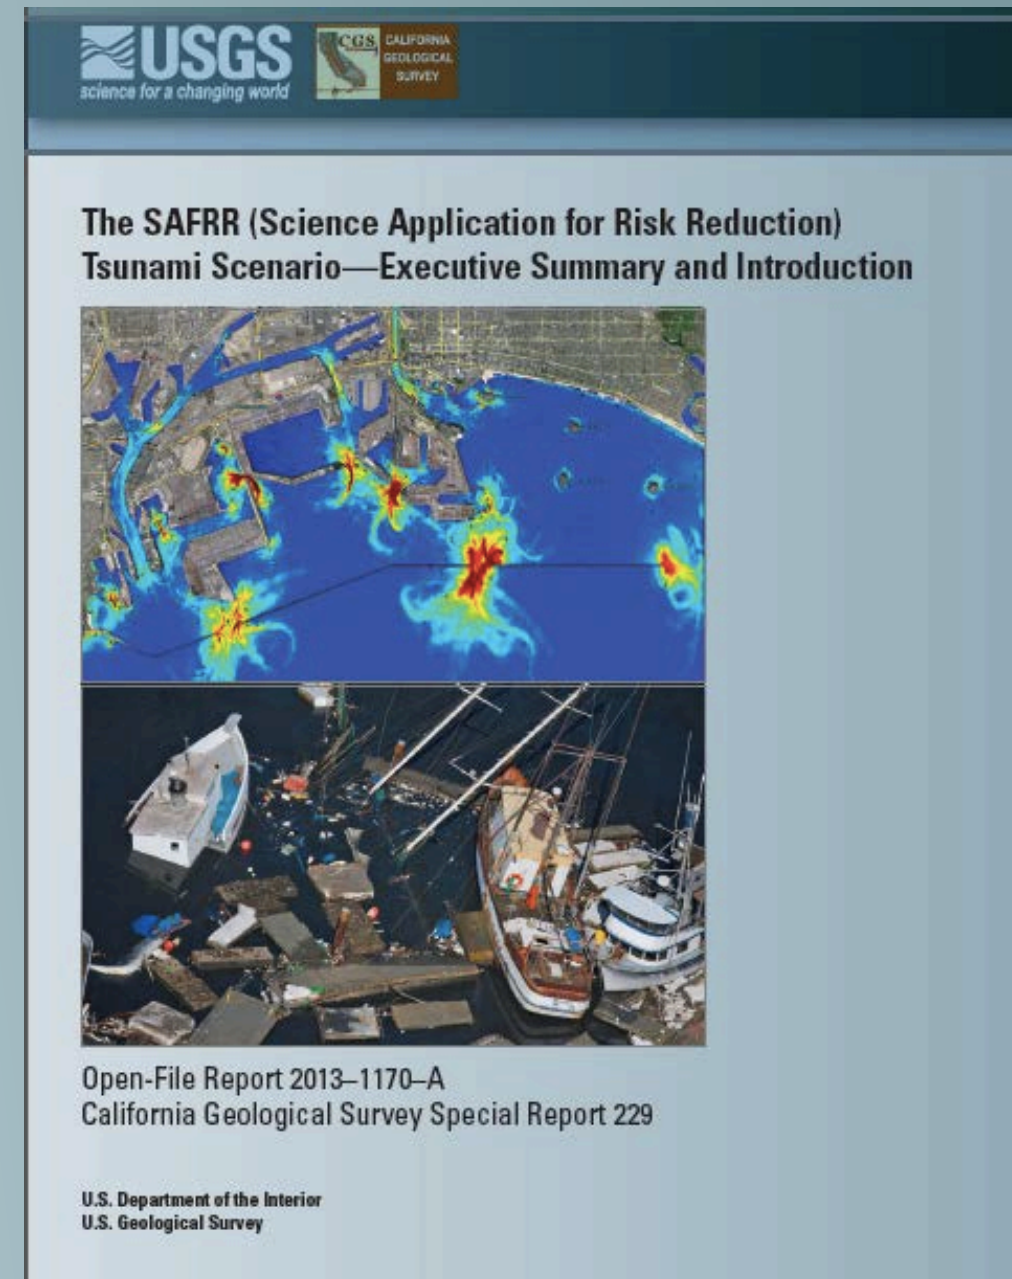 USGS
science for a changing world
CGS
CALIFORNIA
GEOLOGICAL
SURVEY
The SAFRR (Science Application for Risk Reduction)
Tsunami Scenario—Executive Summary and Introduction
Open-File Report 2013–1170–A
California Geological Survey Special Report 229
U.S. Department of the Interior
U.S. Geological Survey